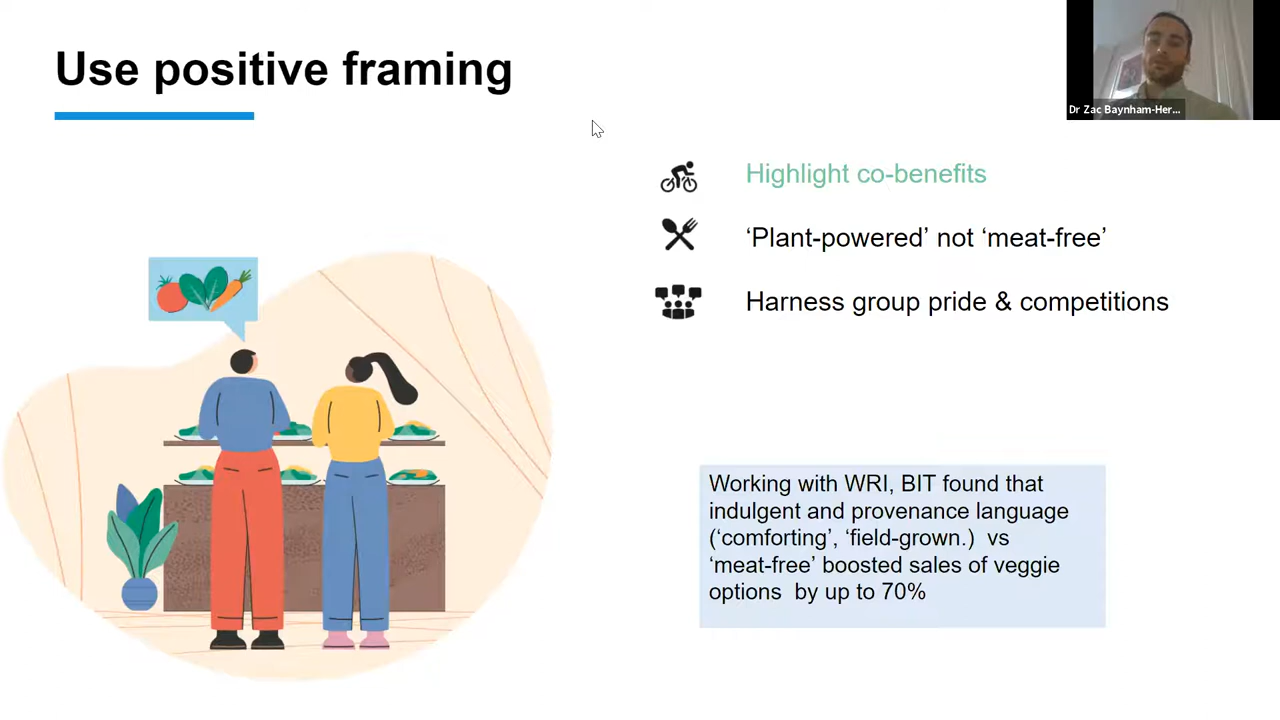 Use positive framing
Dr Zac Baynham-Her...
Highlight co-benefits
‘Plant-powered’ not ‘meat-free’
Harness group pride & competitions
Working with WRI, BIT found that
indulgent and provenance language
(‘comforting’, ‘field-grown.)  vs
‘meat-free’ boosted sales of veggie
options  by up to 70%